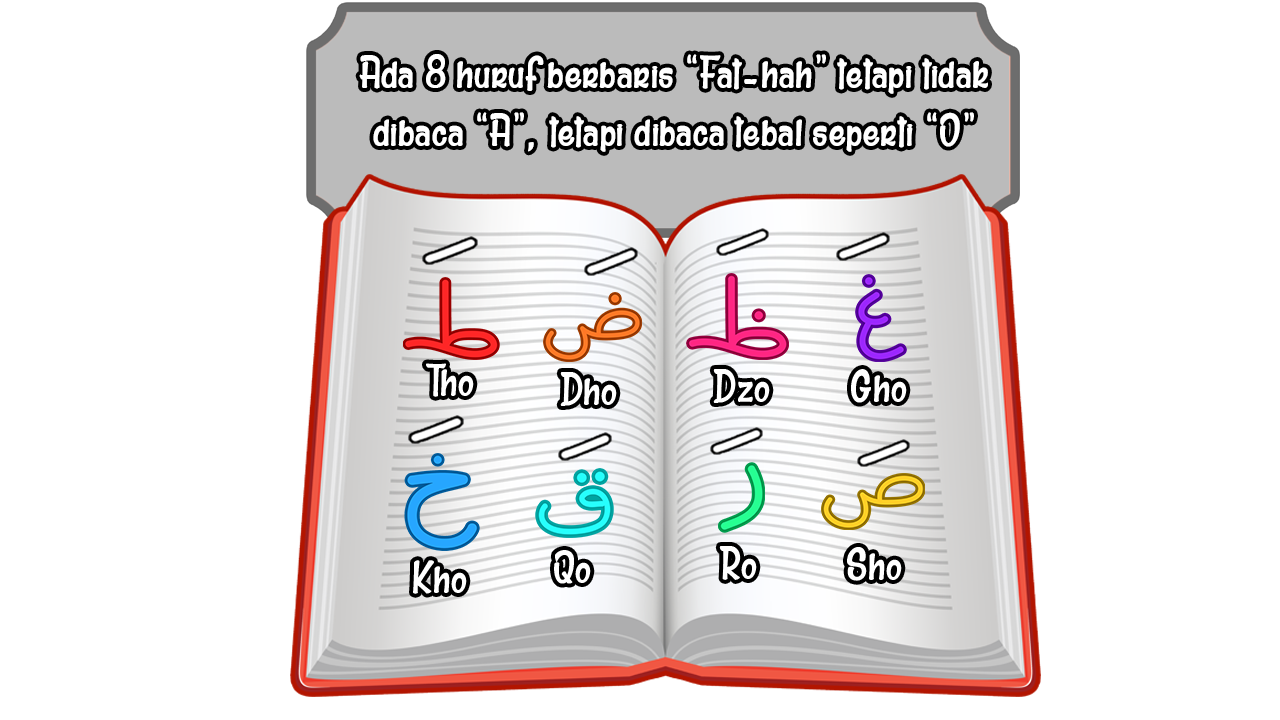 Ada 8 huruf berbaris “Fat-hah” tetapi tidak
dibaca “A”, tetapi dibaca tebal seperti “O”
طَ ضَ ظَ غَ
Tho Dho Dzo Gho
خَ قَ رَ صَ
Kho Qo Ro Sho